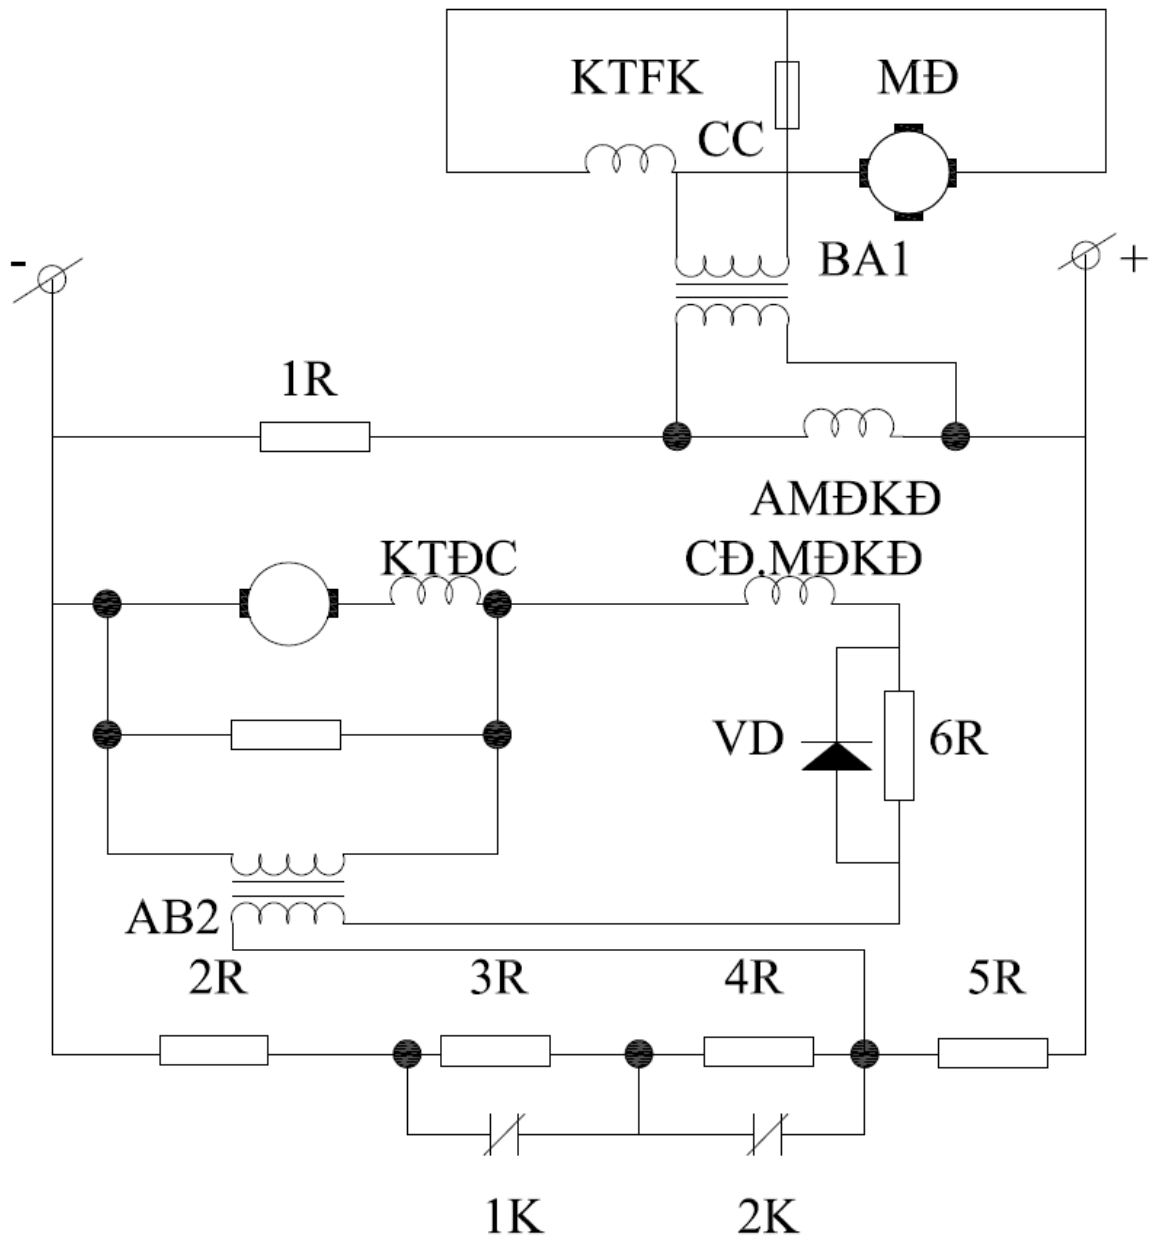 KTFK
MĐ
CC
BA1
-
+
1R
AMĐKĐ
KTĐC
CĐ.MĐKĐ
VD
6R
AB2
2R
3R
4R
5R
1K
2K